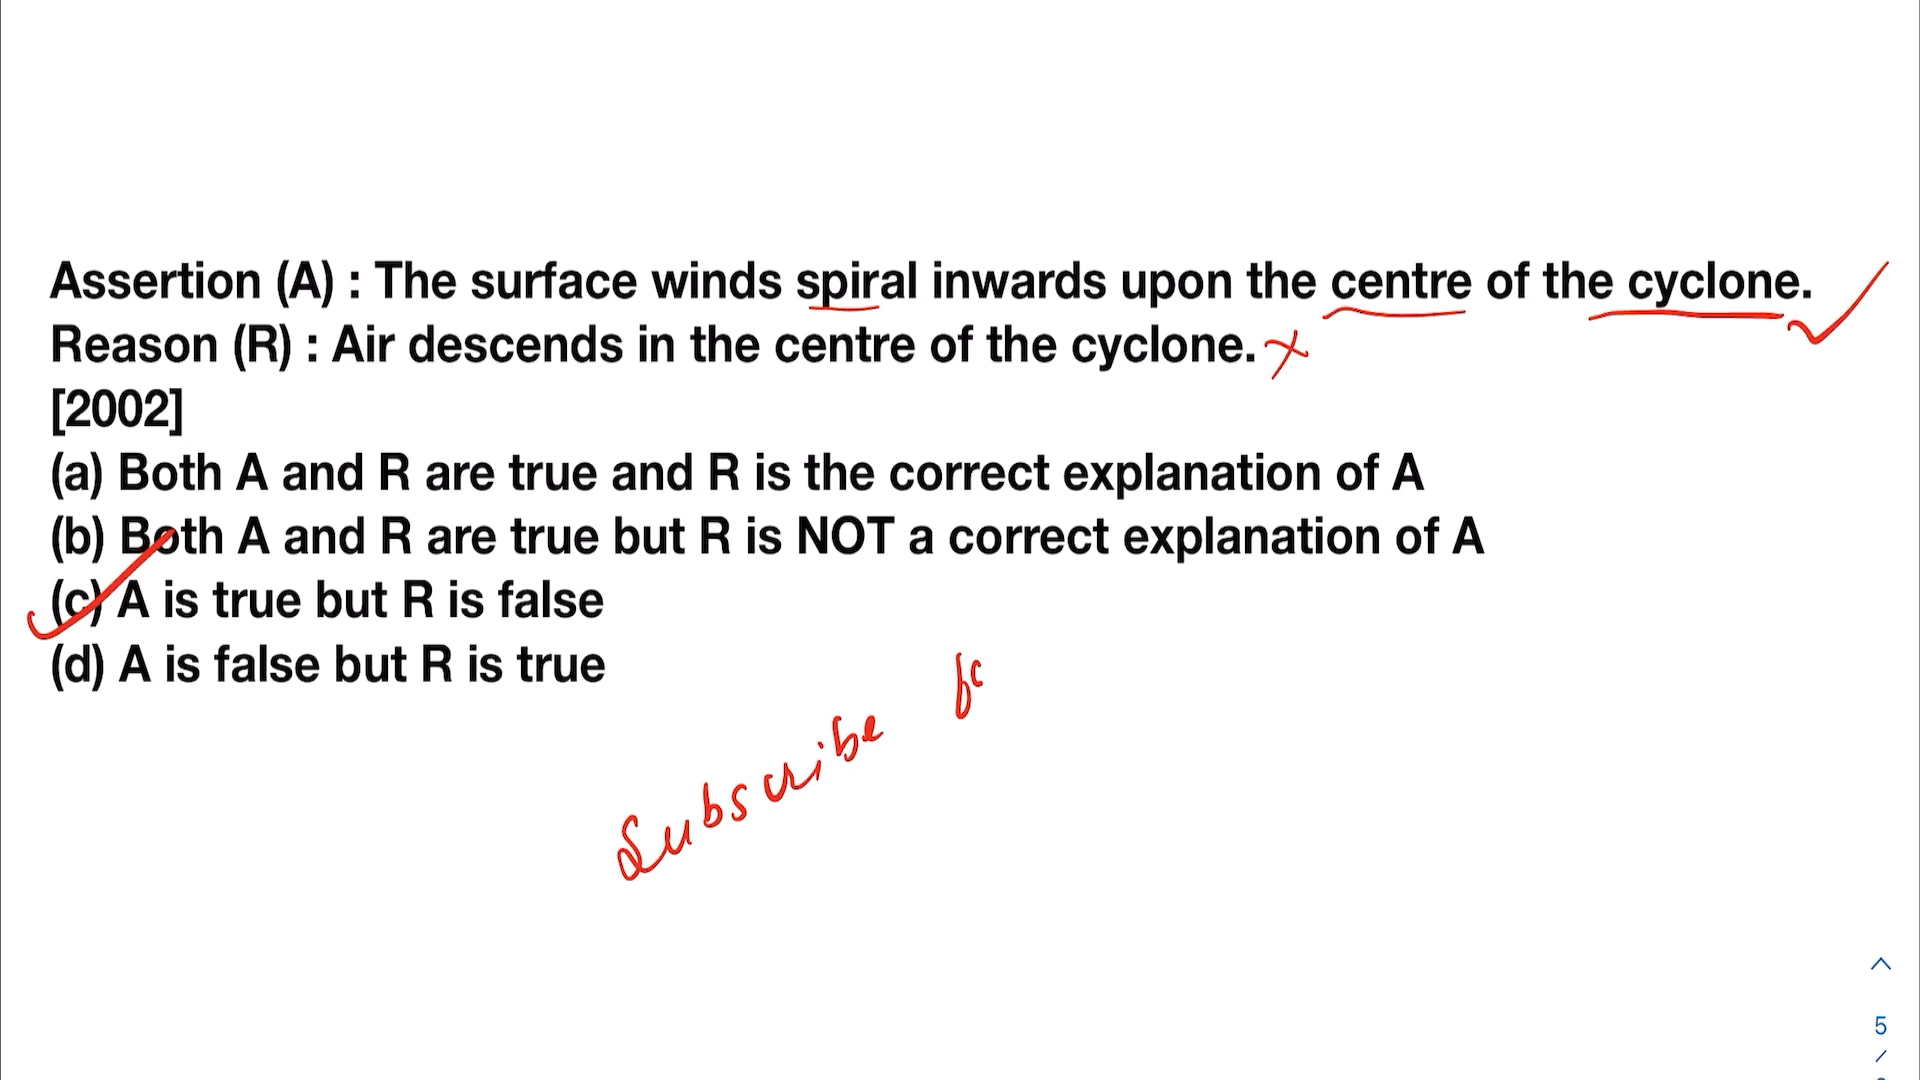 Assertion (A) : The surface winds spiral inwards upon the centre of the cyclone.
Reason (R) : Air descends in the centre of the cyclone.
[2002]
(a) Both A and R are true and R is the correct explanation of A
(b) Both A and R are true but R is NOT a correct explanation of A
(c) A is true but R is false
(d) A is false but R is true
Subscribe
5
/